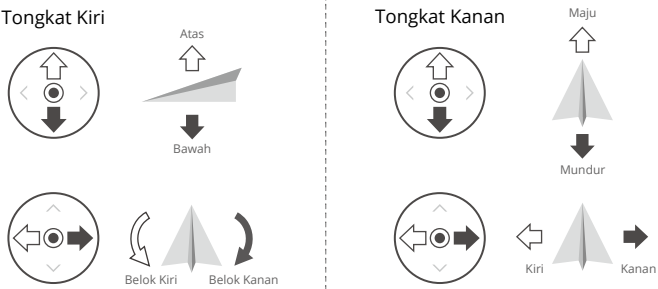 Tongkat Kiri
Atas
Bawah
Belok Kiri
Belok Kanan
Tongkat Kanan
Maju
Mundur
Kiri
Kanan